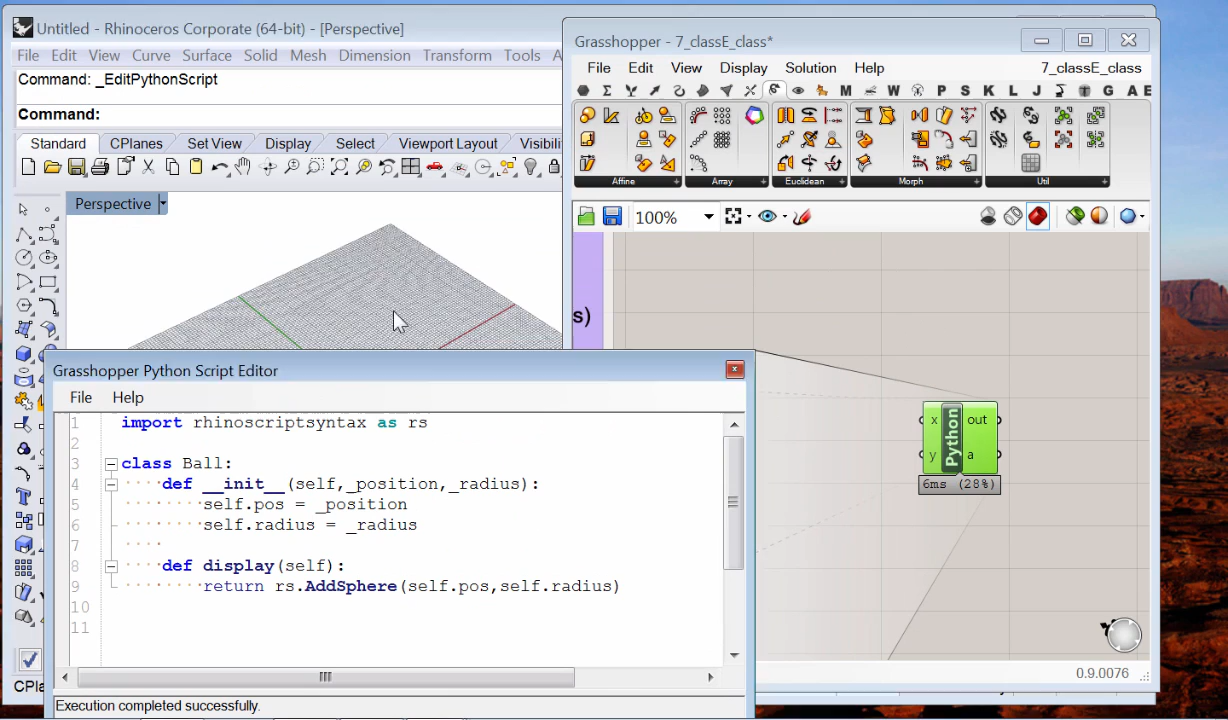 Untitled - Rhinoceros Corporate (64-bit) - [Perspective]
File Edit View Curve Surface Solid Mesh Dimension Transform Tools A
Command: _EditPythonScript
Command:
Standard CPlanes Set View Display Select Viewport Layout Visibili
Perspective
Grasshopper - 7_classE_class*
File Edit View Display Solution Help 7_classE_class
M W P S K L J G A E
Affine Array Euclidean Morph Util
100%
s)
x Python out
y a
6ms (28%)
0.9.0076
Grasshopper Python Script Editor
File Help
1 import rhinoscriptsyntax as rs
2
3 class Ball:
4 def __init__(self,_position,_radius):
5 self.pos = _position
6 self.radius = _radius
7
8 def display(self):
9 return rs.AddSphere(self.pos,self.radius)
10
11
Execution completed successfully.
CPla